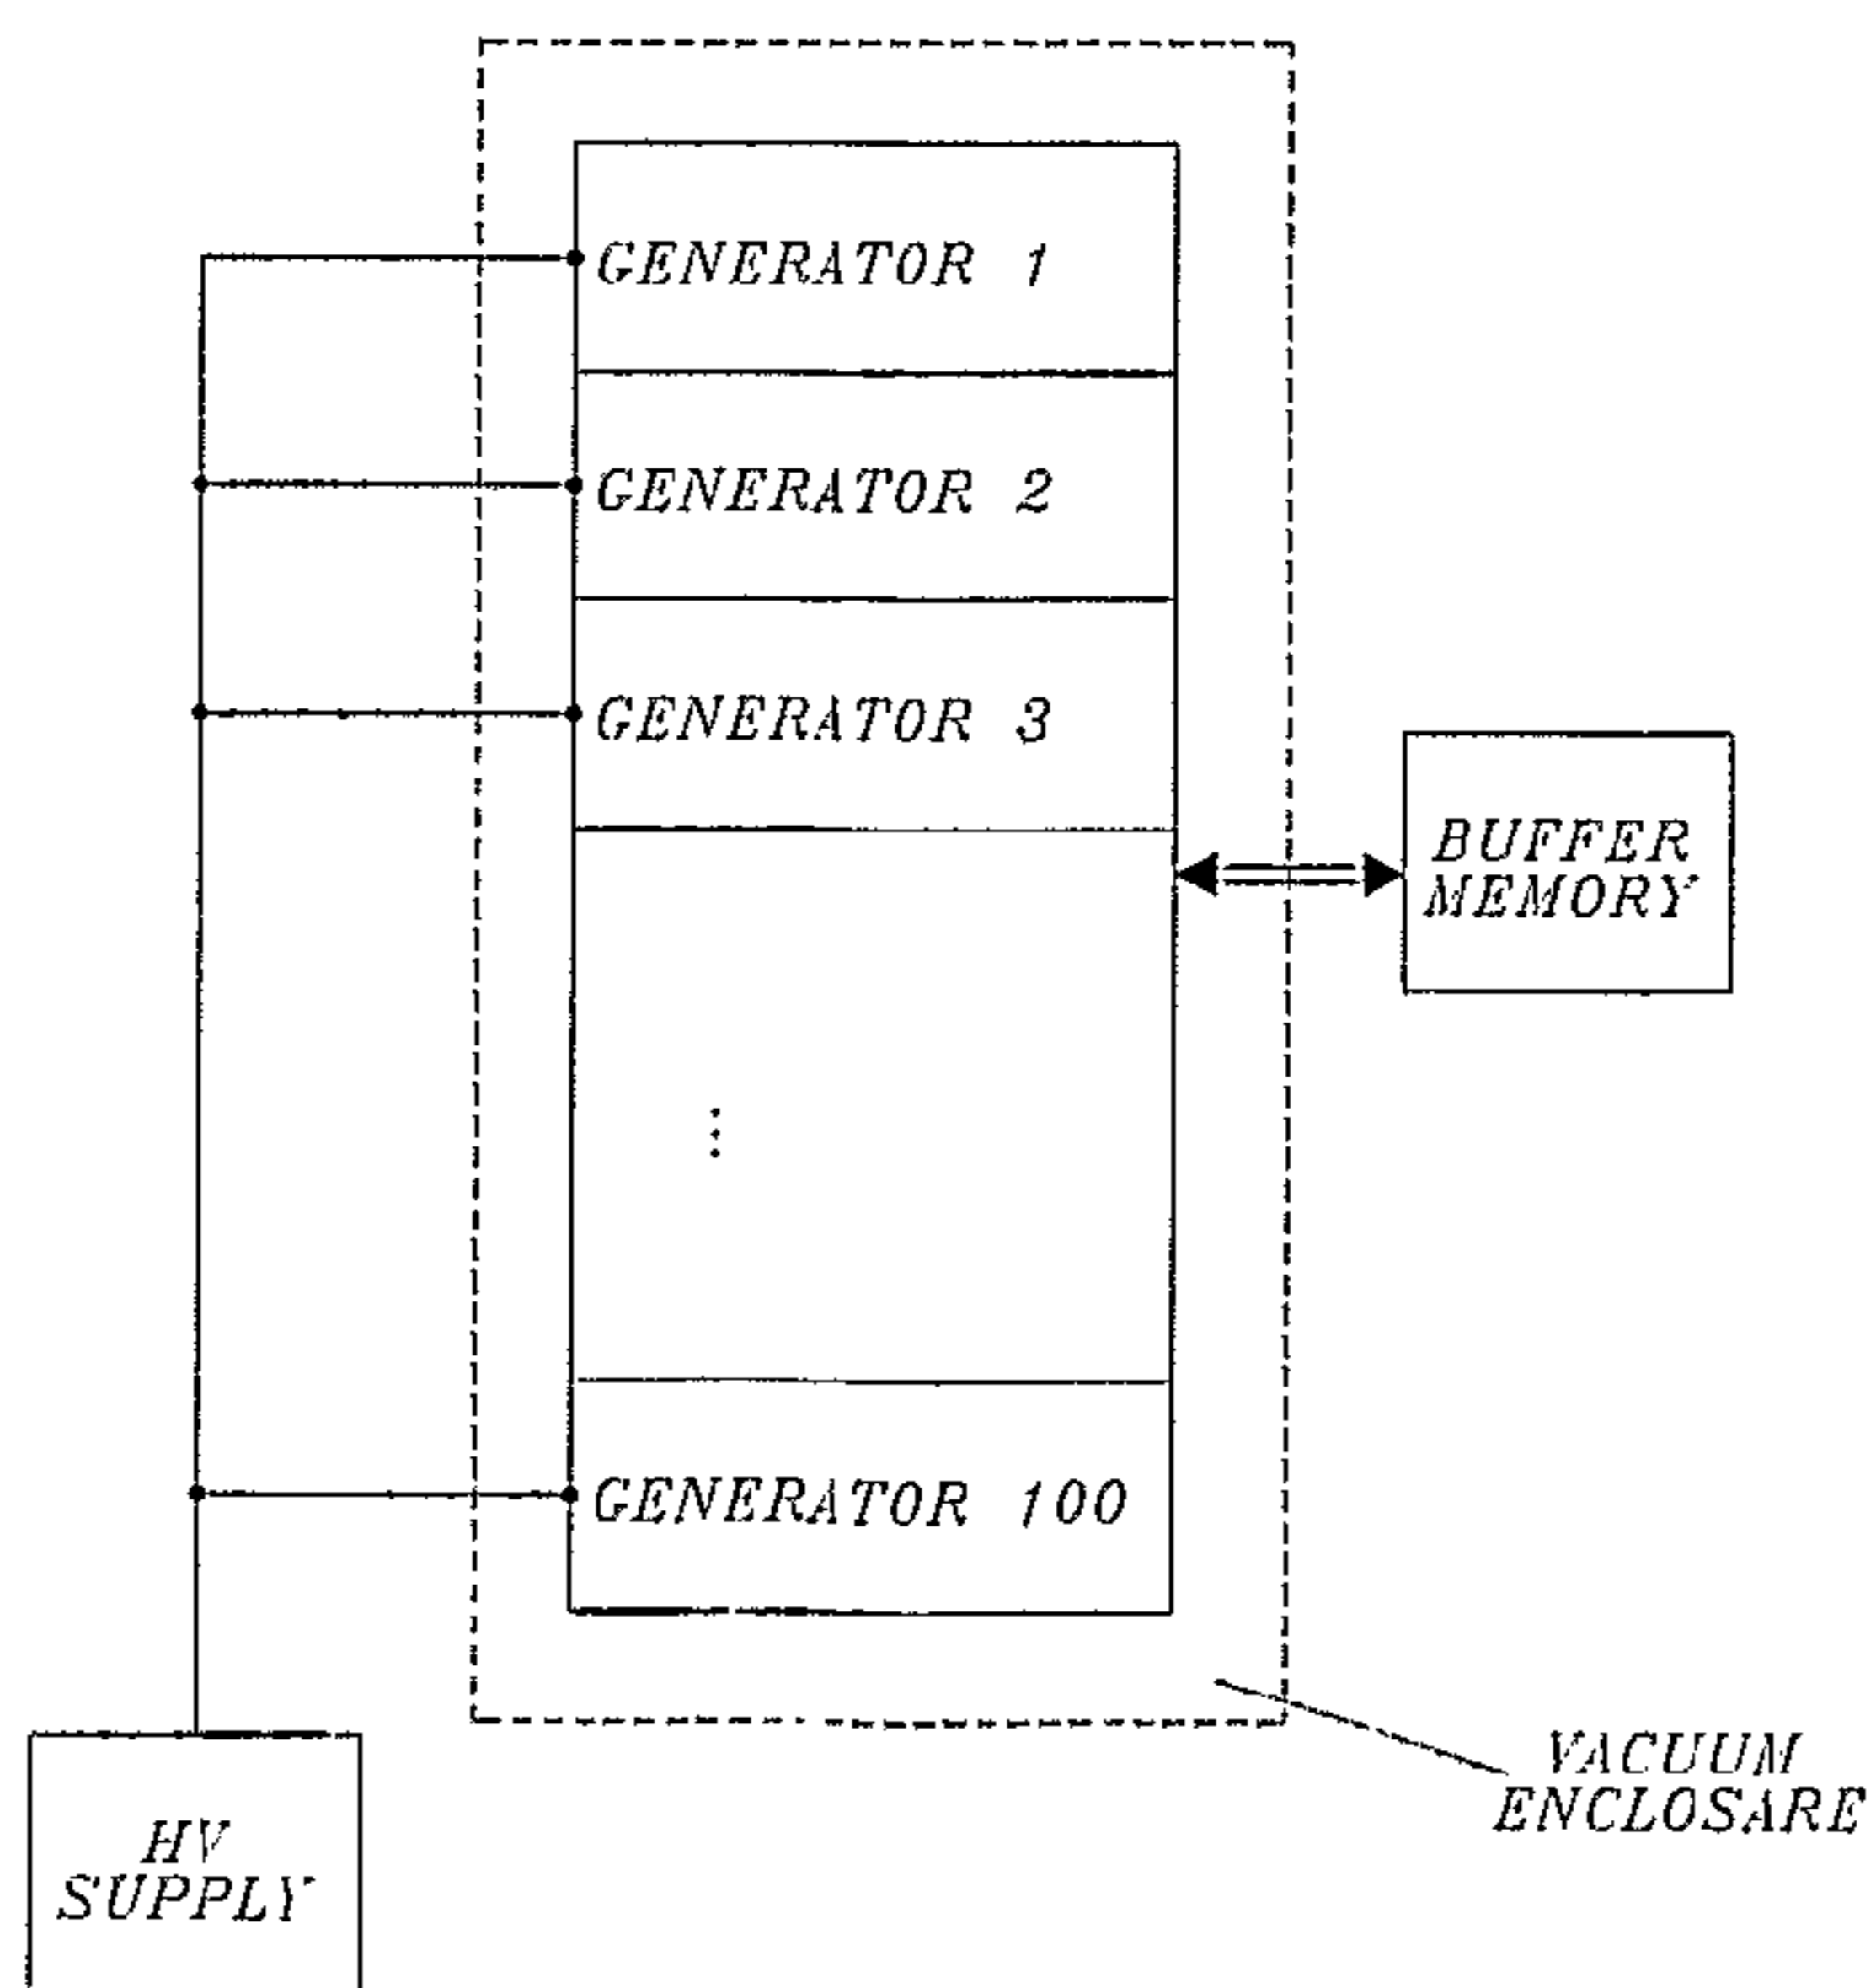 GENERATOR 1
GENERATOR 2
GENERATOR 3
BUFFER
MEMORY
GENERATOR 100
VACUUM
ENCLOSARE
HV
SUPPLY